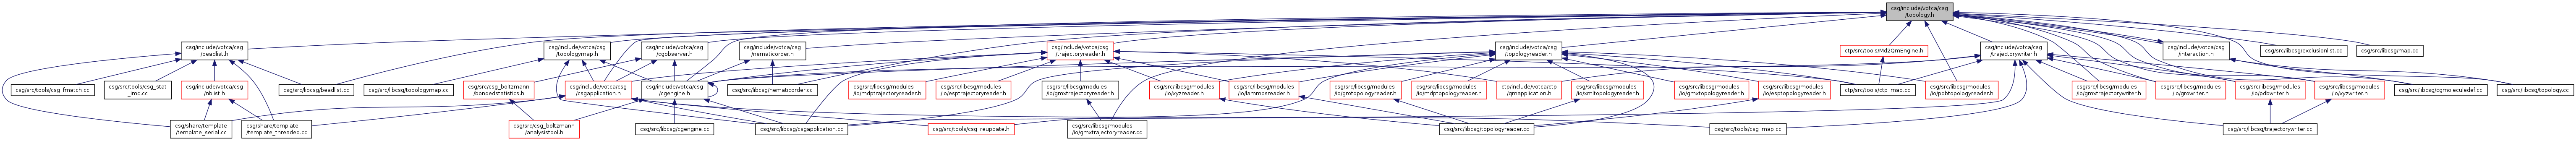 csg/include/votca/csg
/topology.h
csg/include/votca/csg
/beadlist.h
csg/include/votca/csg
/topologymap.h
csg/include/votca/csg
/cgobserver.h
csg/include/votca/csg
/nematicorder.h
csg/include/votca/csg
/trajectoryreader.h
csg/include/votca/csg
/topologyreader.h
ctp/src/tools/Md2QmEngine.h
csg/include/votca/csg
/trajectorywriter.h
csg/include/votca/csg
/interaction.h
csg/src/libcsg/exclusionlist.cc
csg/src/libcsg/map.cc
csg/src/tools/csg_fmatch.cc
csg/src/tools/csg_stat
_imc.cc
csg/include/votca/csg
/nblist.h
csg/src/libcsg/beadlist.cc
csg/src/libcsg/topologymap.cc
csg/src/csg_boltzmann
/bondedstatistics.h
csg/include/votca/csg
/csgapplication.h
csg/include/votca/csg
/cgengine.h
csg/src/libcsg/nematicorder.cc
csg/src/libcsg/modules
/io/mdptrajectoryreader.h
csg/src/libcsg/modules
/io/esptrajectoryreader.h
csg/src/libcsg/modules
/io/gmxtrajectoryreader.h
csg/src/libcsg/modules
/io/xyzreader.h
csg/src/libcsg/modules
/io/lammpsreader.h
csg/src/libcsg/modules
/io/grotopologyreader.h
csg/src/libcsg/modules
/io/mdptopologyreader.h
ctp/include/votca/ctp
/qmapplication.h
csg/src/libcsg/modules
/io/xmltopologyreader.h
csg/src/libcsg/modules
/io/gmxtopologyreader.h
csg/src/libcsg/modules
/io/esptopologyreader.h
ctp/src/tools/ctp_map.cc
csg/src/libcsg/modules
/io/pdbtopologyreader.h
csg/src/libcsg/modules
/io/gmxtrajectorywriter.h
csg/src/libcsg/modules
/io/growriter.h
csg/src/libcsg/modules
/io/pdbwriter.h
csg/src/libcsg/modules
/io/xyzwriter.h
csg/src/libcsg/cgmoleculedef.cc
csg/src/libcsg/topology.cc
csg/share/template
/template_serial.cc
csg/share/template
/template_threaded.cc
csg/src/csg_boltzmann
/analysistool.h
csg/src/libcsg/cgengine.cc
csg/src/libcsg/csgapplication.cc
csg/src/tools/csg_reupdate.h
csg/src/libcsg/modules
/io/gmxtrajectoryreader.cc
csg/src/libcsg/topologyreader.cc
csg/src/tools/csg_map.cc
csg/src/libcsg/trajectorywriter.cc